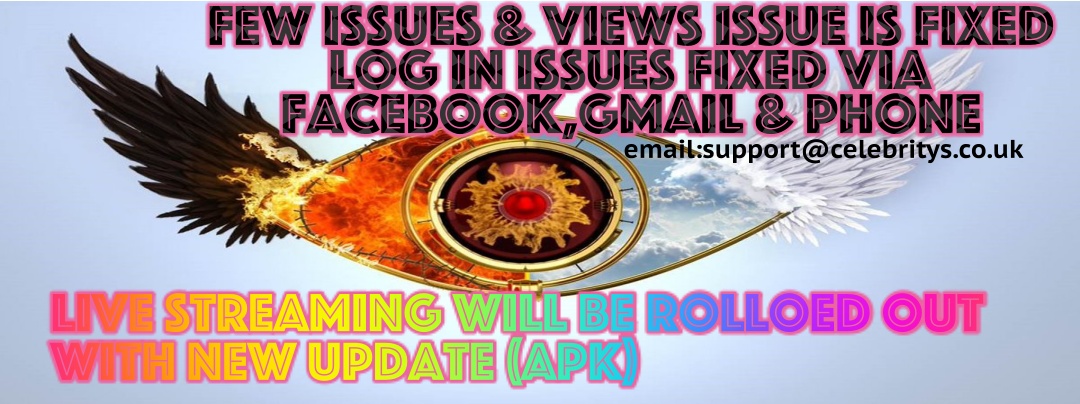 FEW ISSUES & VIEWS ISSUE IS FIXED
LOG IN ISSUES FIXED VIA
FACEBOOK,GMAIL & PHONE
email:support@celebritys.co.uk
LIVE STREAMING WILL BE ROLLOED OUT
WITH NEW UPDATE (APK)